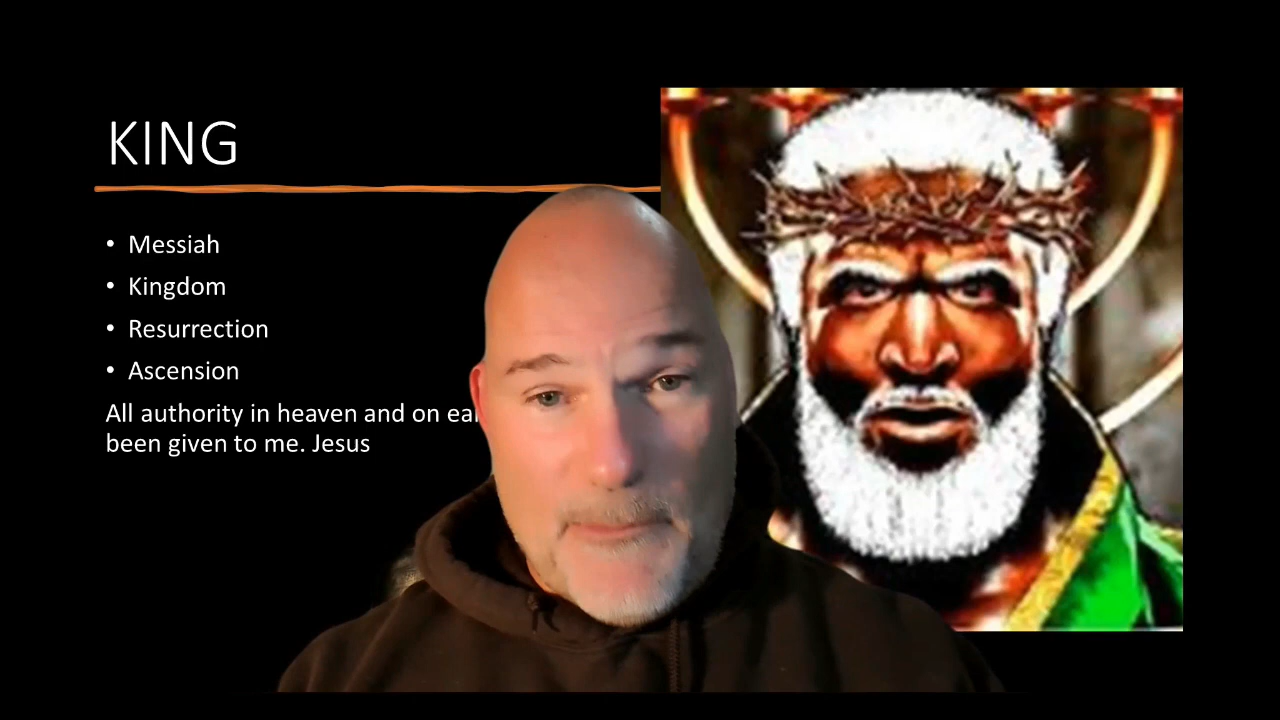 KING
• Messiah
• Kingdom
• Resurrection
• Ascension
All authority in heaven and on
been given to me. Jesus